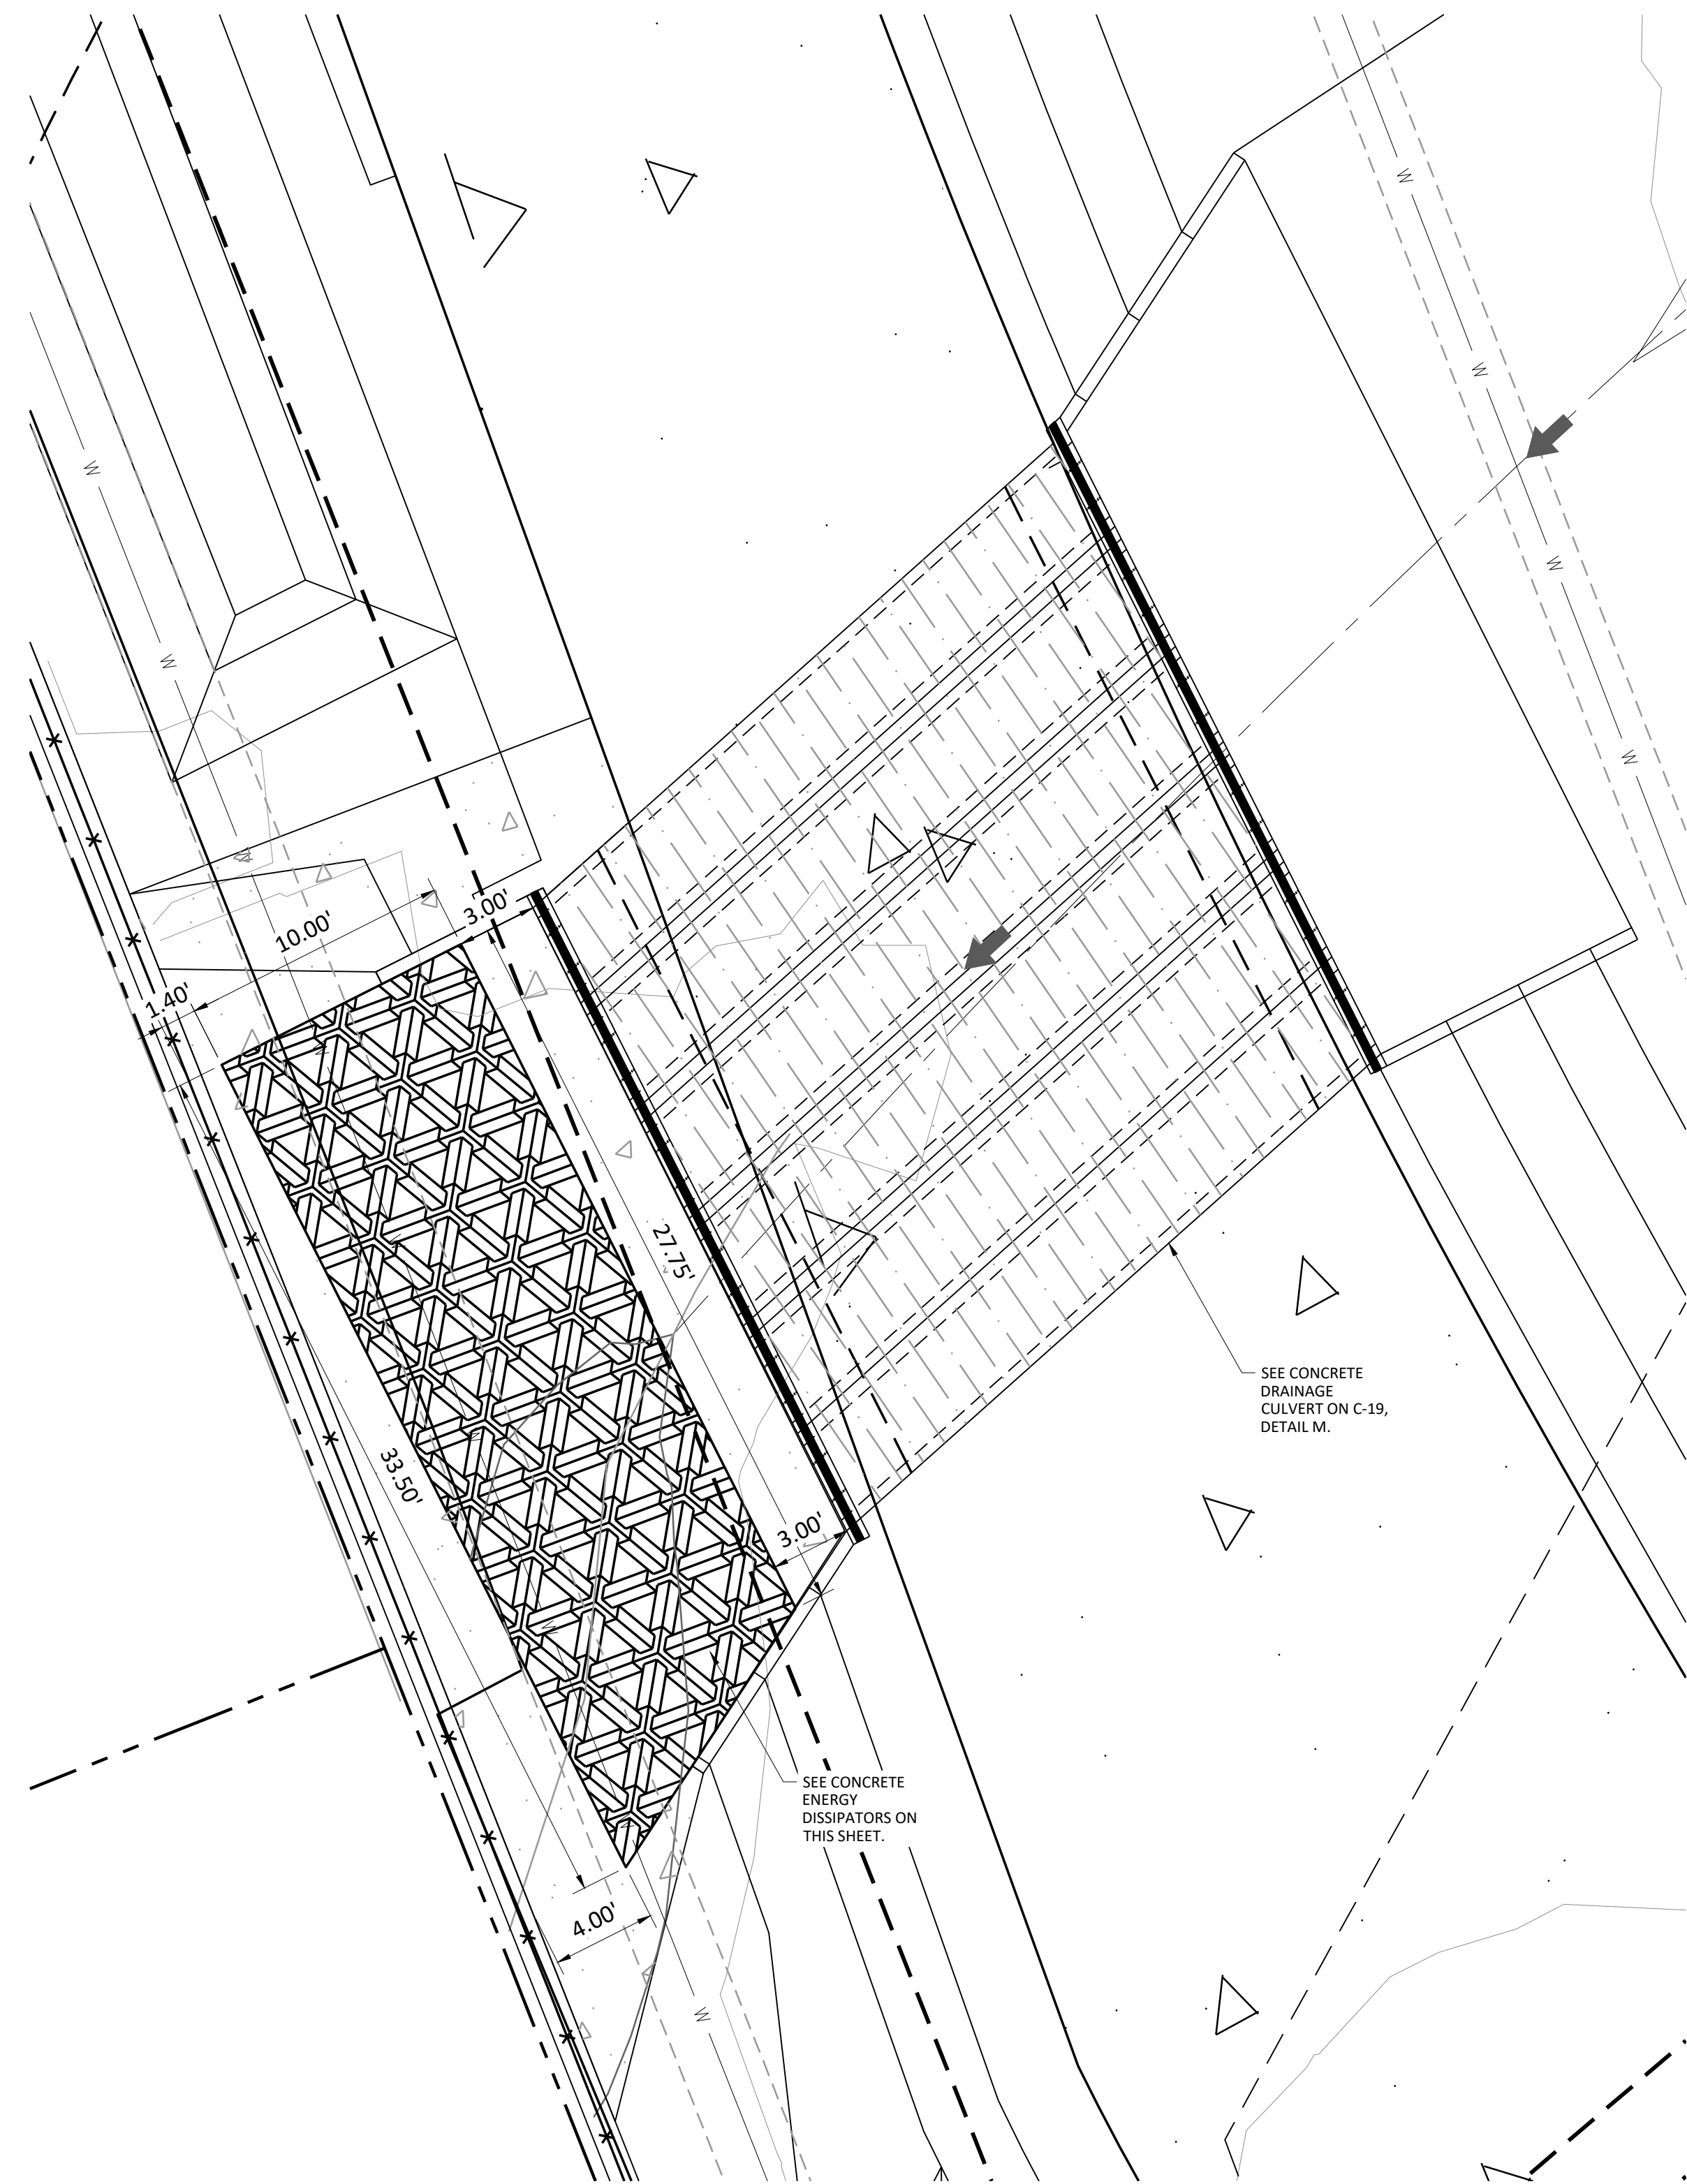 W
W
W
W
W
W
W
3.00'
10.00'
1.40'
27.75'
SEE CONCRETE
DRAINAGE
CULVERT ON C-19,
DETAIL M.
33.50'
3.00'
SEE CONCRETE
ENERGY
DISSIPATORS ON
THIS SHEET.
4.00'
W